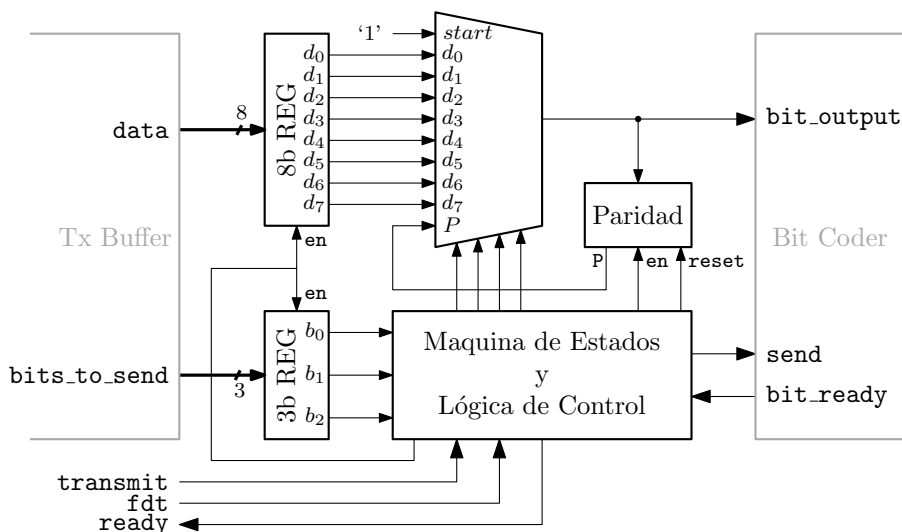 '1'
start
d0
d1
d2
d3
d4
d5
d6
d7
P
8b REG
d0
d1
d2
d3
d4
d5
d6
d7
8
data
bit_output
Tx Buffer
Paridad
Bit Coder
en
P
en
reset
en
3b REG
b0
b1
b2
3
bits_to_send
Maquina de Estados
y
Lógica de Control
send
bit_ready
transmit
fdt
ready